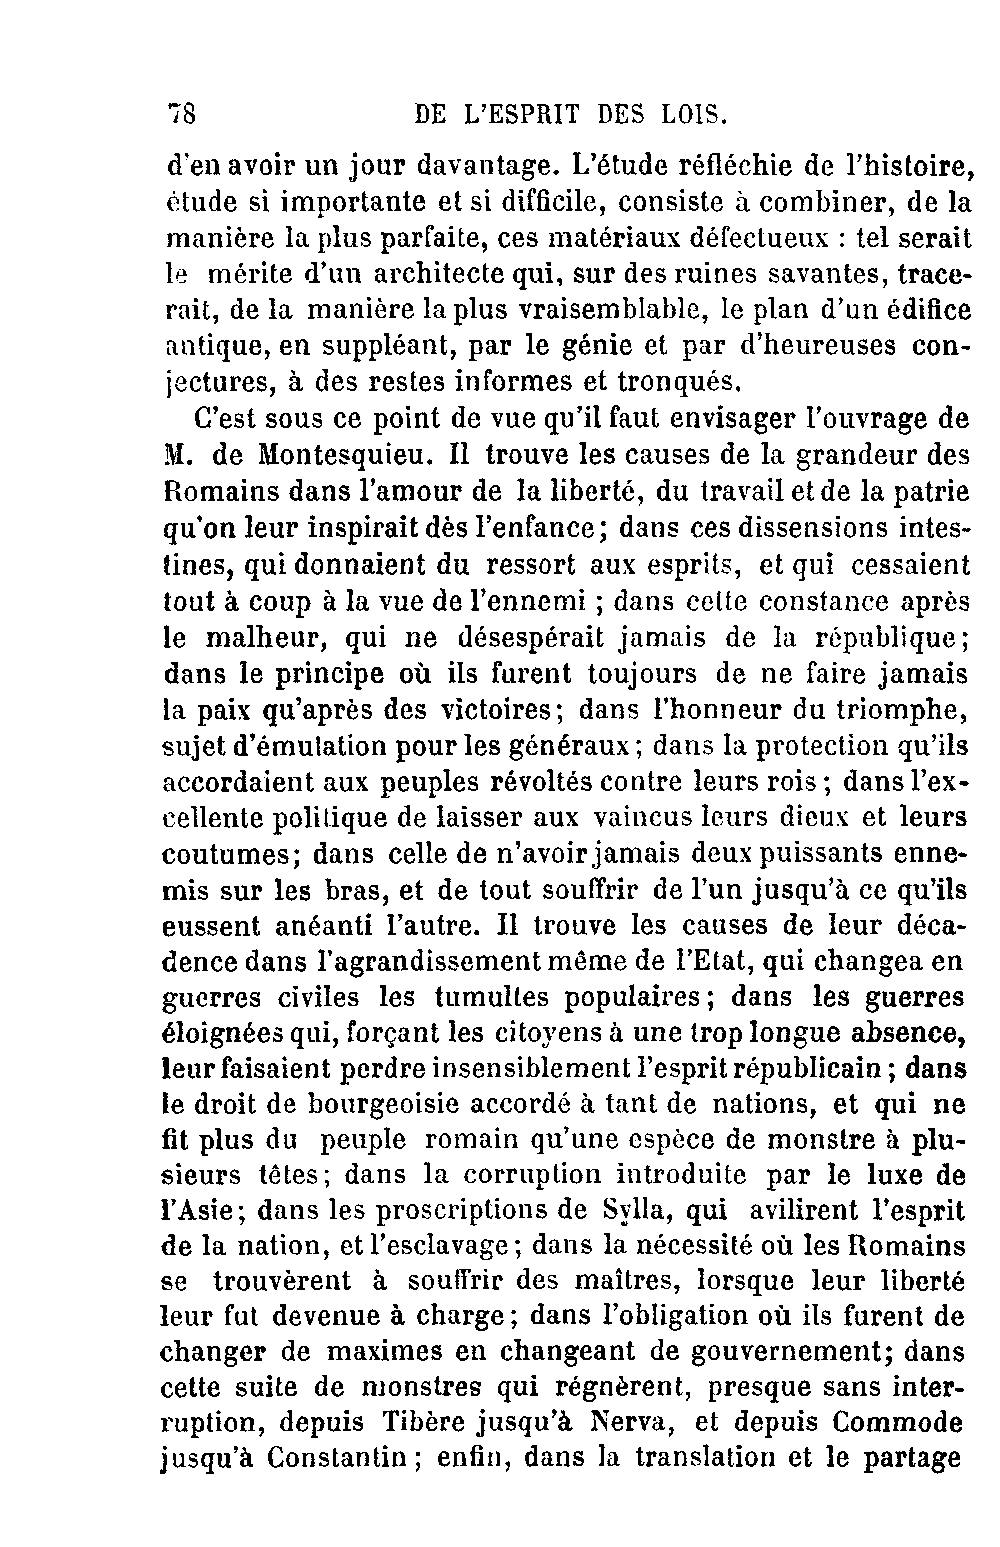 78 DE L'ESPRIT DES LOIS.
d'en avoir un jour davantage. L'étude réfléchie de l'histoire,
étude si importante et si difficile, consiste à combiner, de la
manière la plus parfaite, ces matériaux défectueux : tel serait
le mérite d'un architecte qui, sur des ruines savantes, trace-
rait, de la manière la plus vraisemblable, le plan d'un édifice
antique, en suppléant, par le génie et par d'heureuses con-
jectures, à des restes informes et tronqués.
C'est sous ce point de vue qu'il faut envisager l'ouvrage de
M. de Montesquieu. Il trouve les causes de la grandeur des
Romains dans l'amour de la liberté, du travail et de la patrie
qu'on leur inspirait dès l'enfance; dans ces dissensions intes-
tines, qui donnaient du ressort aux esprits, et qui cessaient
tout à coup à la vue de l'ennemi ; dans cette constance après
le malheur, qui ne désespérait jamais de la république;
dans le principe où ils furent toujours de ne faire jamais
la paix qu'après des victoires; dans l'honneur du triomphe,
sujet d'émulation pour les généraux; dans la protection qu'ils
accordaient aux peuples révoltés contre leurs rois ; dans l'ex-
cellente politique de laisser aux vaincus leurs dieux et leurs
coutumes; dans celle de n'avoir jamais deux puissants enne-
mis sur les bras, et de tout souffrir de l'un jusqu'à ce qu'ils
eussent anéanti l'autre. Il trouve les causes de leur déca-
dence dans l'agrandissement même de l'Etat, qui changea en
guerres civiles les tumultes populaires; dans les guerres
éloignées qui, forçant les citoyens à une trop longue absence,
leur faisaient perdre insensiblement l'esprit républicain ; dans
le droit de bourgeoisie accordé à tant de nations, et qui ne
fit plus du peuple romain qu'une espèce de monstre à plu-
sieurs têtes; dans la corruption introduite par le luxe de
l'Asie; dans les proscriptions de Sylla, qui avilirent l'esprit
de la nation, et l'esclavage; dans la nécessité où les Romains
se trouvèrent à souffrir des maîtres, lorsque leur liberté
leur fut devenue à charge; dans l'obligation où ils furent de
changer de maximes en changeant de gouvernement; dans
cette suite de monstres qui régnèrent, presque sans inter-
ruption, depuis Tibère jusqu'à Nerva, et depuis Commode
jusqu'à Constantin ; enfin, dans la translation et le partage